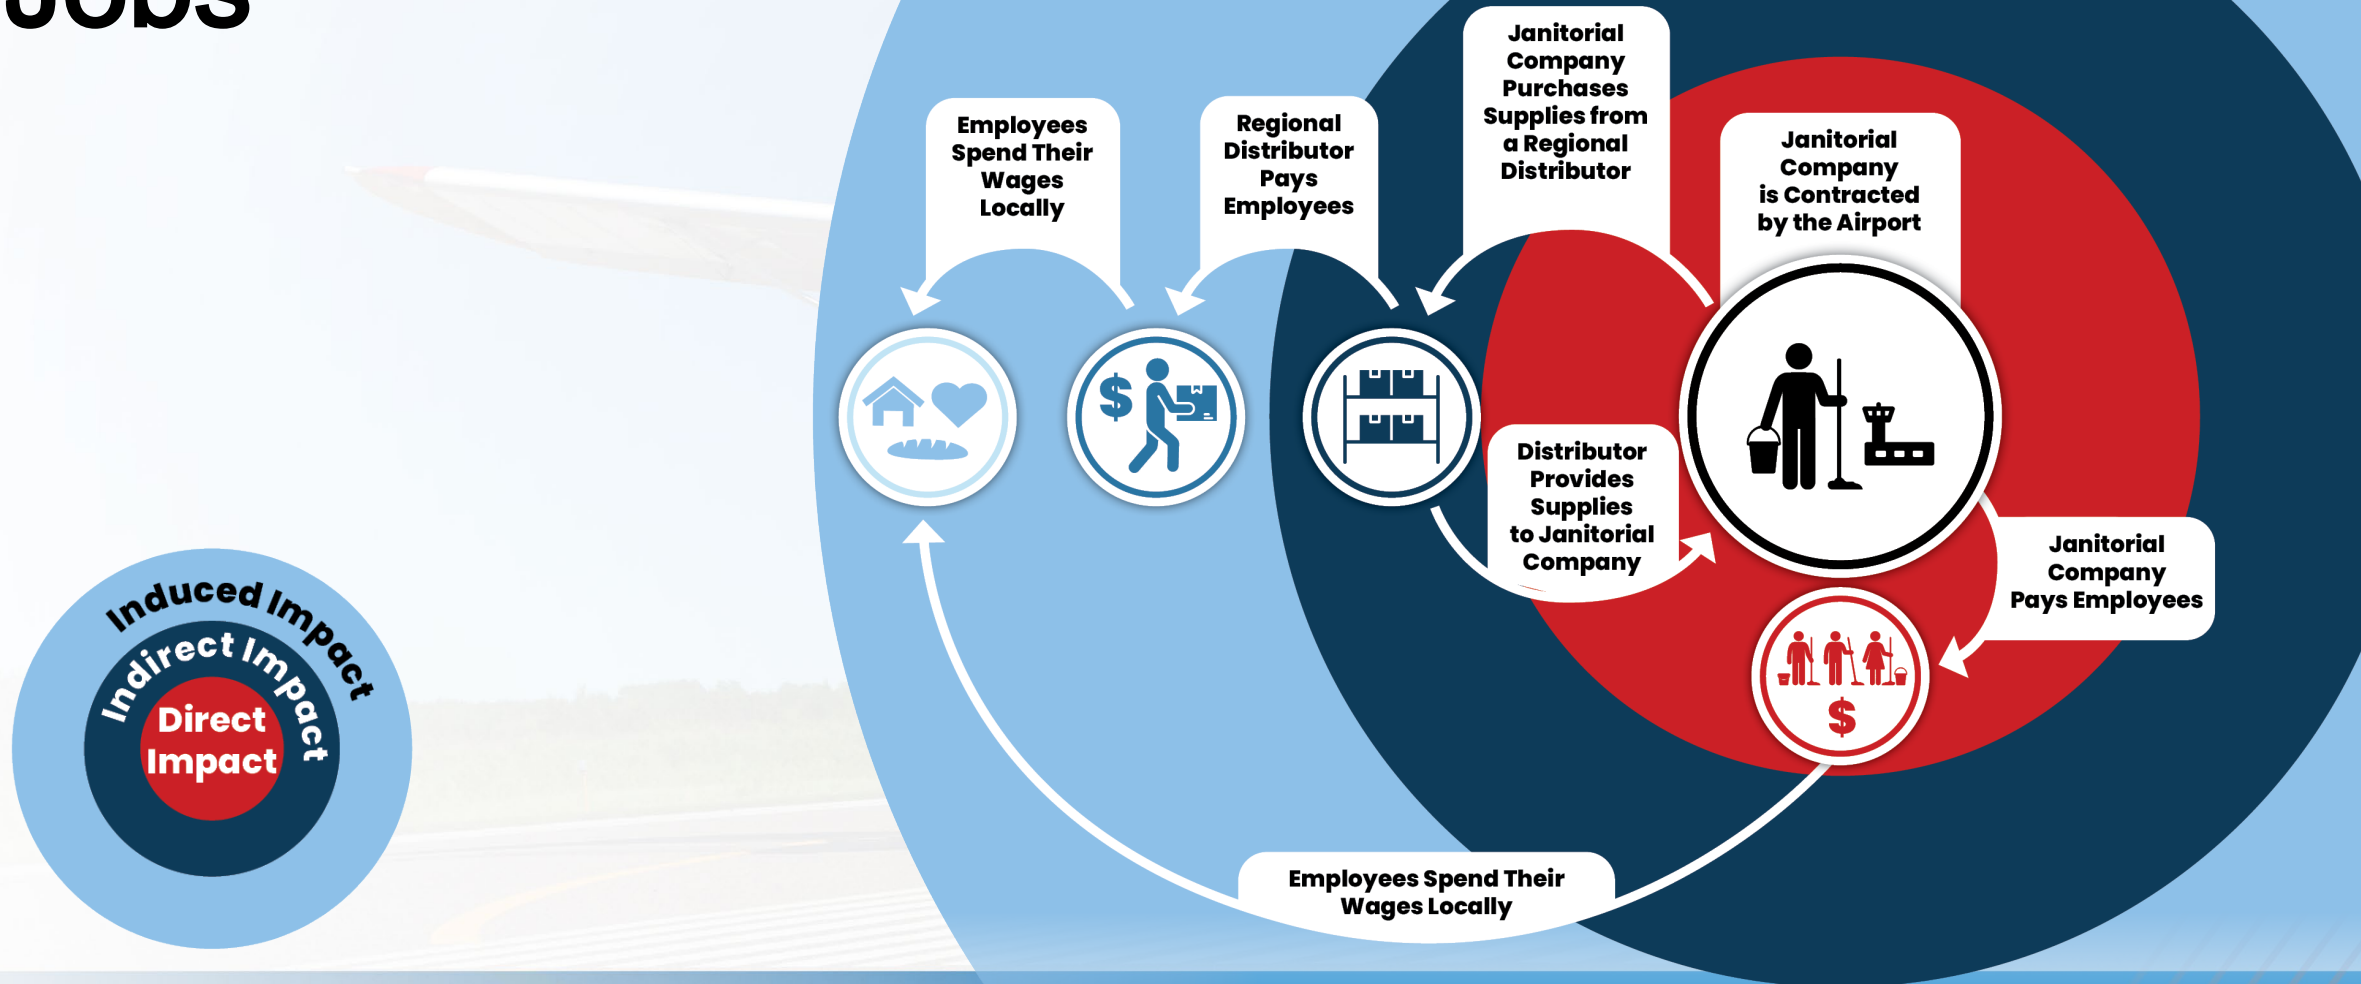 Jobs
Employees
Spend Their
Wages
Locally
Regional
Distributor
Pays
Employees
Janitorial
Company
Purchases
Supplies from
a Regional
Distributor
Janitorial
Company
is Contracted
by the Airport
$
Distributor
Provides
Supplies
to Janitorial
Company
Janitorial
Company
Pays Employees
$
Employees Spend Their
Wages Locally
Induced Impact
Indirect Impact
Direct
Impact